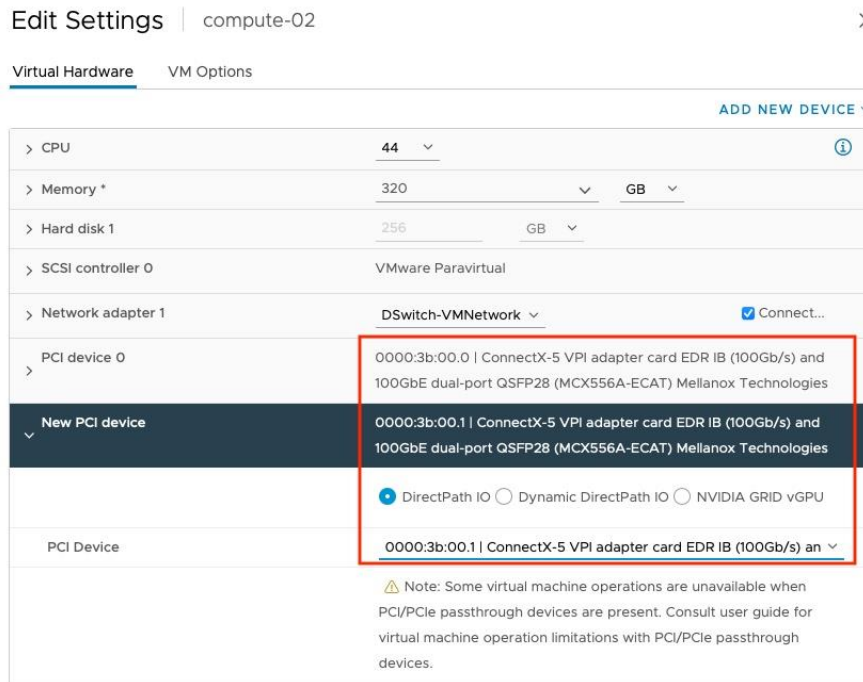 Edit Settings | compute-02
Virtual Hardware VM Options
ADD NEW DEVICE
CPU 44
Memory * 320 GB
Hard disk 1 256 GB
SCSI controller 0 VMware Paravirtual
Network adapter 1 DSwitch-VMNetwork Connect...
PCI device 0 0000:3b:00.0 | ConnectX-5 VPI adapter card EDR IB (100Gb/s) and
100GbE dual-port QSFP28 (MCX556A-ECAT) Mellanox Technologies
New PCI device 0000:3b:00.1 | ConnectX-5 VPI adapter card EDR IB (100Gb/s) and
100GbE dual-port QSFP28 (MCX556A-ECAT) Mellanox Technologies
DirectPath IO Dynamic DirectPath IO NVIDIA GRID vGPU
PCI Device 0000:3b:00.1 | ConnectX-5 VPI adapter card EDR IB (100Gb/s) an
Note: Some virtual machine operations are unavailable when
PCI/PCIe passthrough devices are present. Consult user guide for
virtual machine operation limitations with PCI/PCIe passthrough
devices.